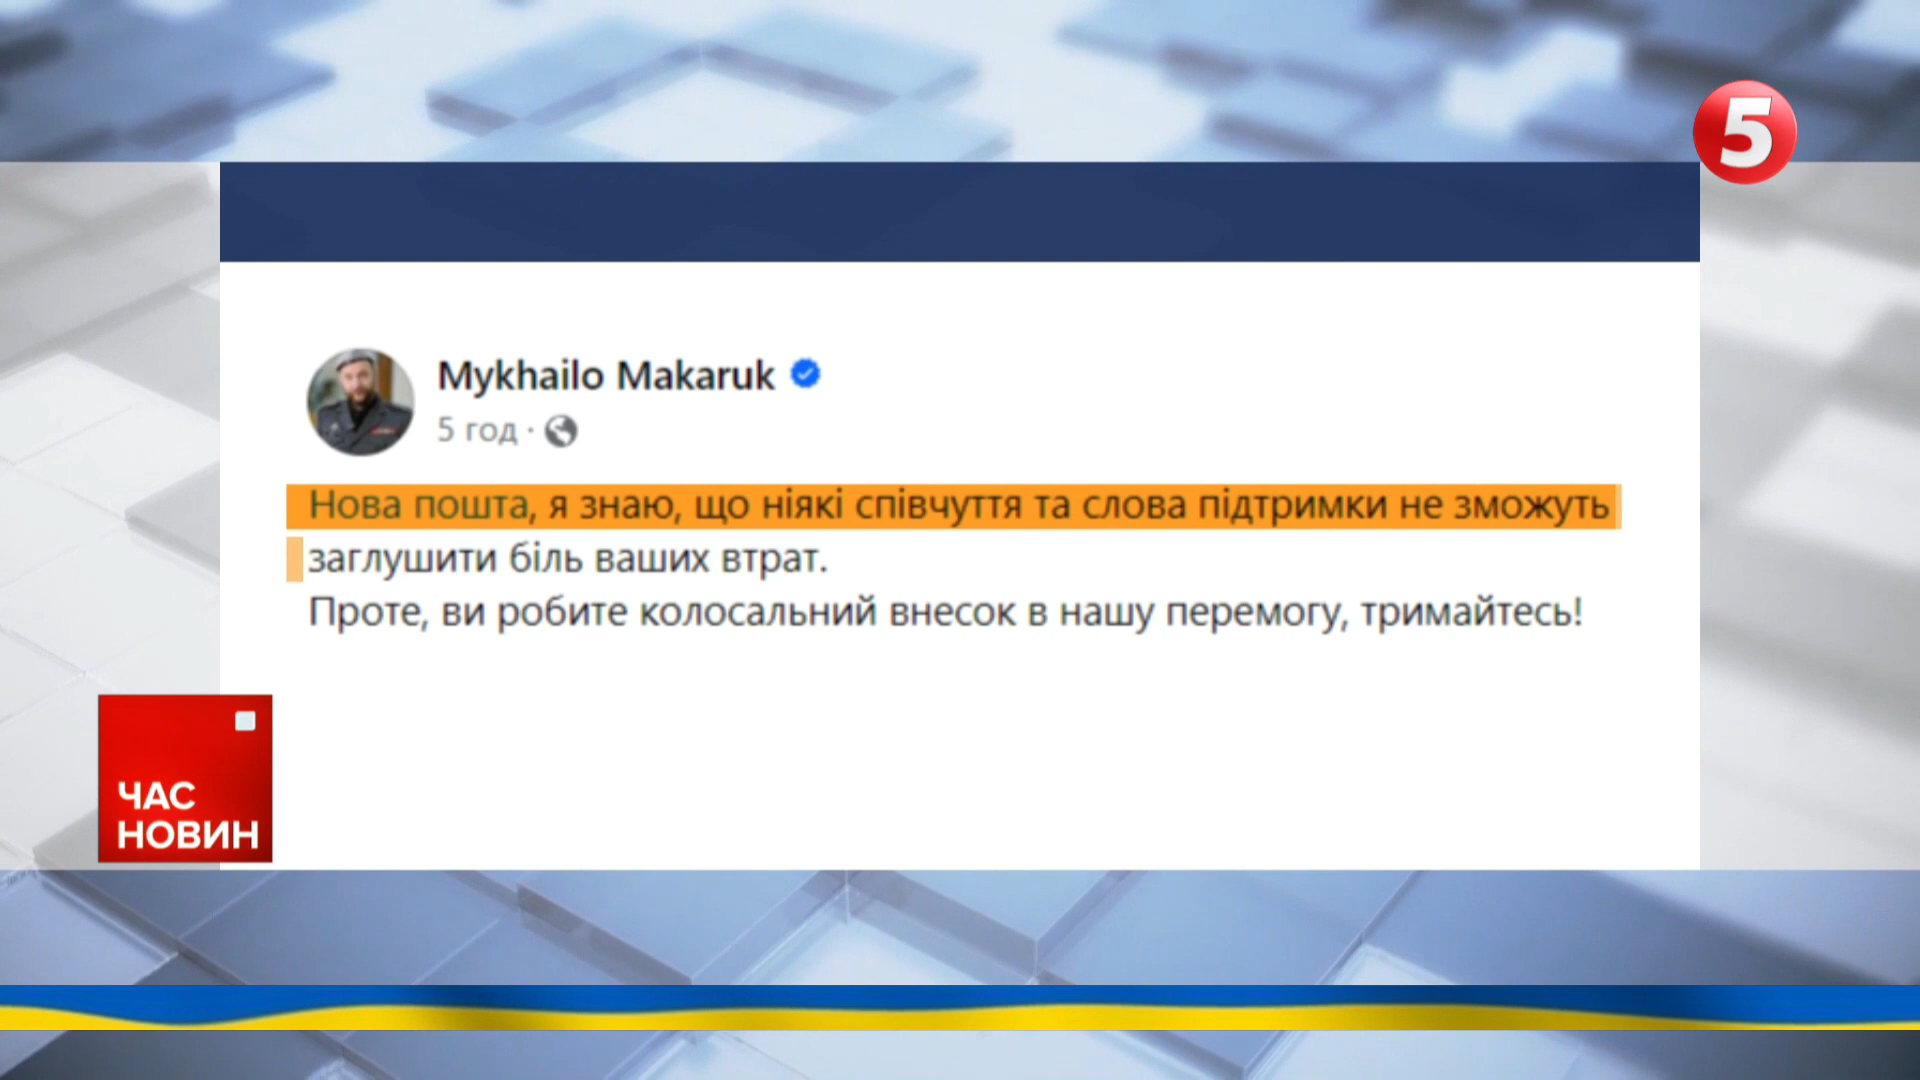 5
Mykhailo Makaruk
5 год ·
Нова пошта, я знаю, що ніякі співчуття та слова підтримки не зможуть
заглушити біль ваших втрат.
Проте, ви робите колосальний внесок в нашу перемогу, тримайтесь!
ЧАС
НОВИН